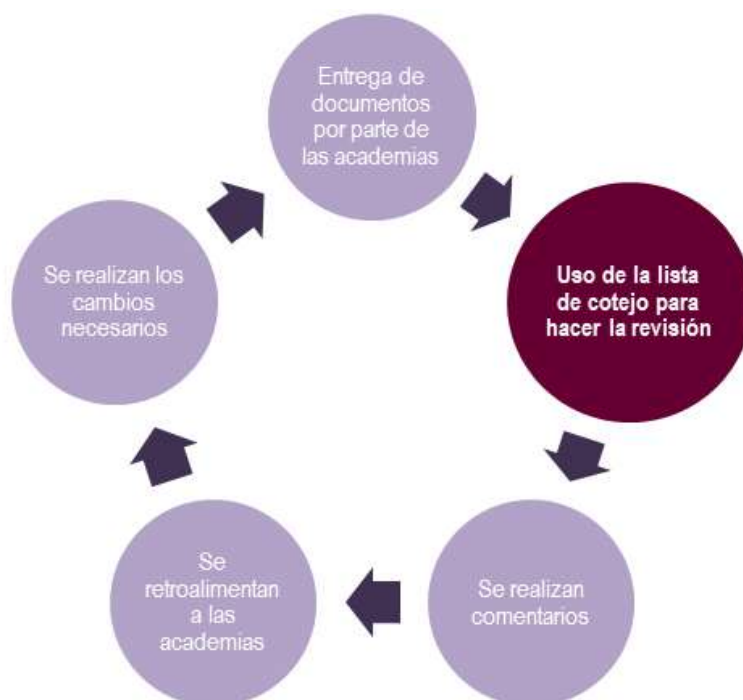 Entrega de
documentos
por parte de
las academias
Uso de la lista
de cotejo para
hacer la revisión
Se realizan
comentarios
Se
retroalimentan
a las
academias
Se realizan los
cambios
necesarios